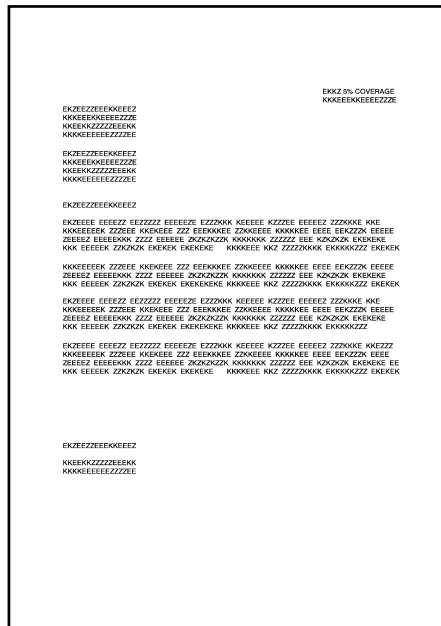 EKKZ 5% COVERAGE
KKKEEEKKEEEEZZZE
EKZEEZZEEEKKEEEZ
KKKEEEKKEEEEZZZE
KKEEKKZZZZZEEEKK
KKKKEEEEEEZZZZEE
EKZEEZZEEEKKEEEZ
KKKEEEKKEEEEZZZE
KKEEKKZZZZZEEEKK
KKKKEEEEEEZZZZEE
EKZEEZZEEEKKEEEZ
EKZEEEE EEEEZZ EEZZZZZ EEEEEZE EZZZKKK KEEEEE KZZZEE EEEEEZ ZZZKKKE KKE
KKKEEEEEK ZZZEEE KKEKEEE ZZZ EEEKKKEE ZZKKEEEE KKKKKEE EEEE EEKZZZK EEEEE
ZEEEEZ EEEEEKKK ZZZZ EEEEEE ZKZKZKZZK KKKKKKK ZZZZZZ EEE KZKZKZK EKEKEKE
KKK EEEEEK ZZKZKZK EKEKEK EKEKEKE KKKKEEE KKZ ZZZZZKKKK EKKKKKZZZ EKEKEK
KKKEEEEEK ZZZEEE KKEKEEE ZZZ EEEKKKEE ZZKKEEEE KKKKKEE EEEE EEKZZZK EEEEE
ZEEEEZ EEEEEKKK ZZZZ EEEEEE ZKZKZKZZK KKKKKKK ZZZZZZ EEE KZKZKZK EKEKEKE
KKK EEEEEK ZZKZKZK EKEKEK EKEKEKEKE KKKKEEE KKZ ZZZZZKKKK EKKKKKZZZ EKEKEK
EKZEEEE EEEEZZ EEZZZZZ EEEEEZE EZZZKKK KEEEEE KZZZEE EEEEEZ ZZZKKKE KKE
KKKEEEEEK ZZZEEE KKEKEEE ZZZ EEEKKKEE ZZKKEEEE KKKKKEE EEEE EEKZZZK EEEEE
ZEEEEZ EEEEEKKK ZZZZ EEEEEE ZKZKZKZZK KKKKKKK ZZZZZZ EEE KZKZKZK EKEKEKE
KKK EEEEEK ZZKZKZK EKEKEK EKEKEKEKE KKKKEEE KKZ ZZZZZKKKK EKKKKKZZZ
EKZEEEE EEEEZZ EEZZZZZ EEEEEZE EZZZKKK KEEEEE KZZZEE EEEEEZ ZZZKKKE KKEZZZ
KKKEEEEEK ZZZEEE KKEKEEE ZZZ EEEKKKEE ZZKKEEEE KKKKKEE EEEE EEKZZZK EEEE
ZEEEEZ EEEEEKKK ZZZZ EEEEEE ZKZKZKZZK KKKKKKK ZZZZZZ EEE KZKZKZK EKEKEKE EE
KKK EEEEEK ZZKZKZK EKEKEK EKEKEKE KKKKEEE KKZ ZZZZZKKKK EKKKKKZZZ EKEKEK
EKZEEZZEEEKKEEEZ
KKEEKKZZZZZEEEKK
KKKKEEEEEEZZZZEE